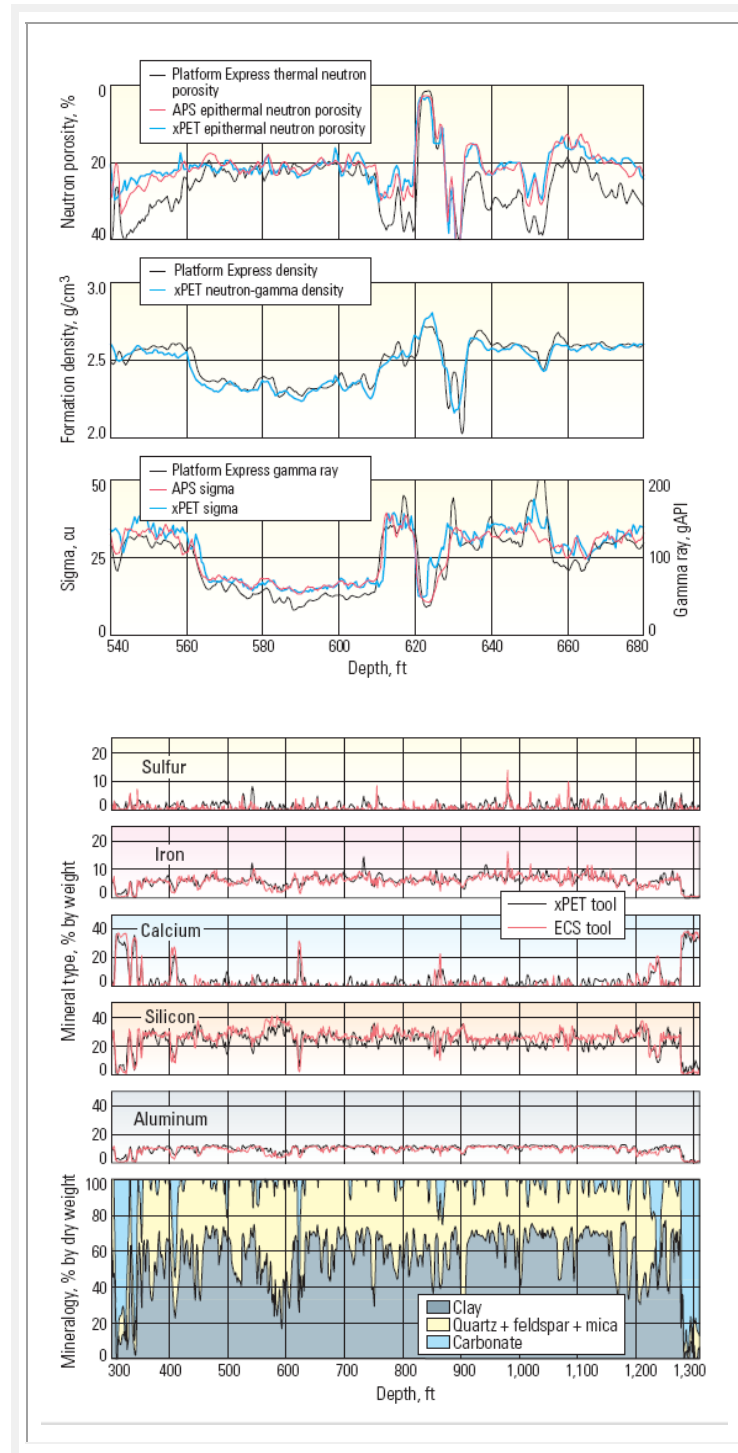 Platform Express thermal neutron
porosity
APS epithermal neutron porosity
xPET epithermal neutron porosity
Neutron porosity, %
0
20
40
Platform Express density
xPET neutron-gamma density
Formation density, g/cm3
3.0
2.5
2.0
Platform Express gamma ray
APS sigma
xPET sigma
Sigma, cu
50
25
0
200
100
0
Gamma ray, gAPI
540 560 580 600 620 640 660 680
Depth, ft
Mineral type, % by weight
20
10
0
Sulfur
20
10
0
Iron
xPET tool
ECS tool
40
20
0
Calcium
40
20
0
Silicon
40
20
0
Aluminum
Mineralogy, % by dry weight
100
80
60
40
20
0
Clay
Quartz + feldspar + mica
Carbonate
300 400 500 600 700 800 900 1,000 1,100 1,200 1,300
Depth, ft